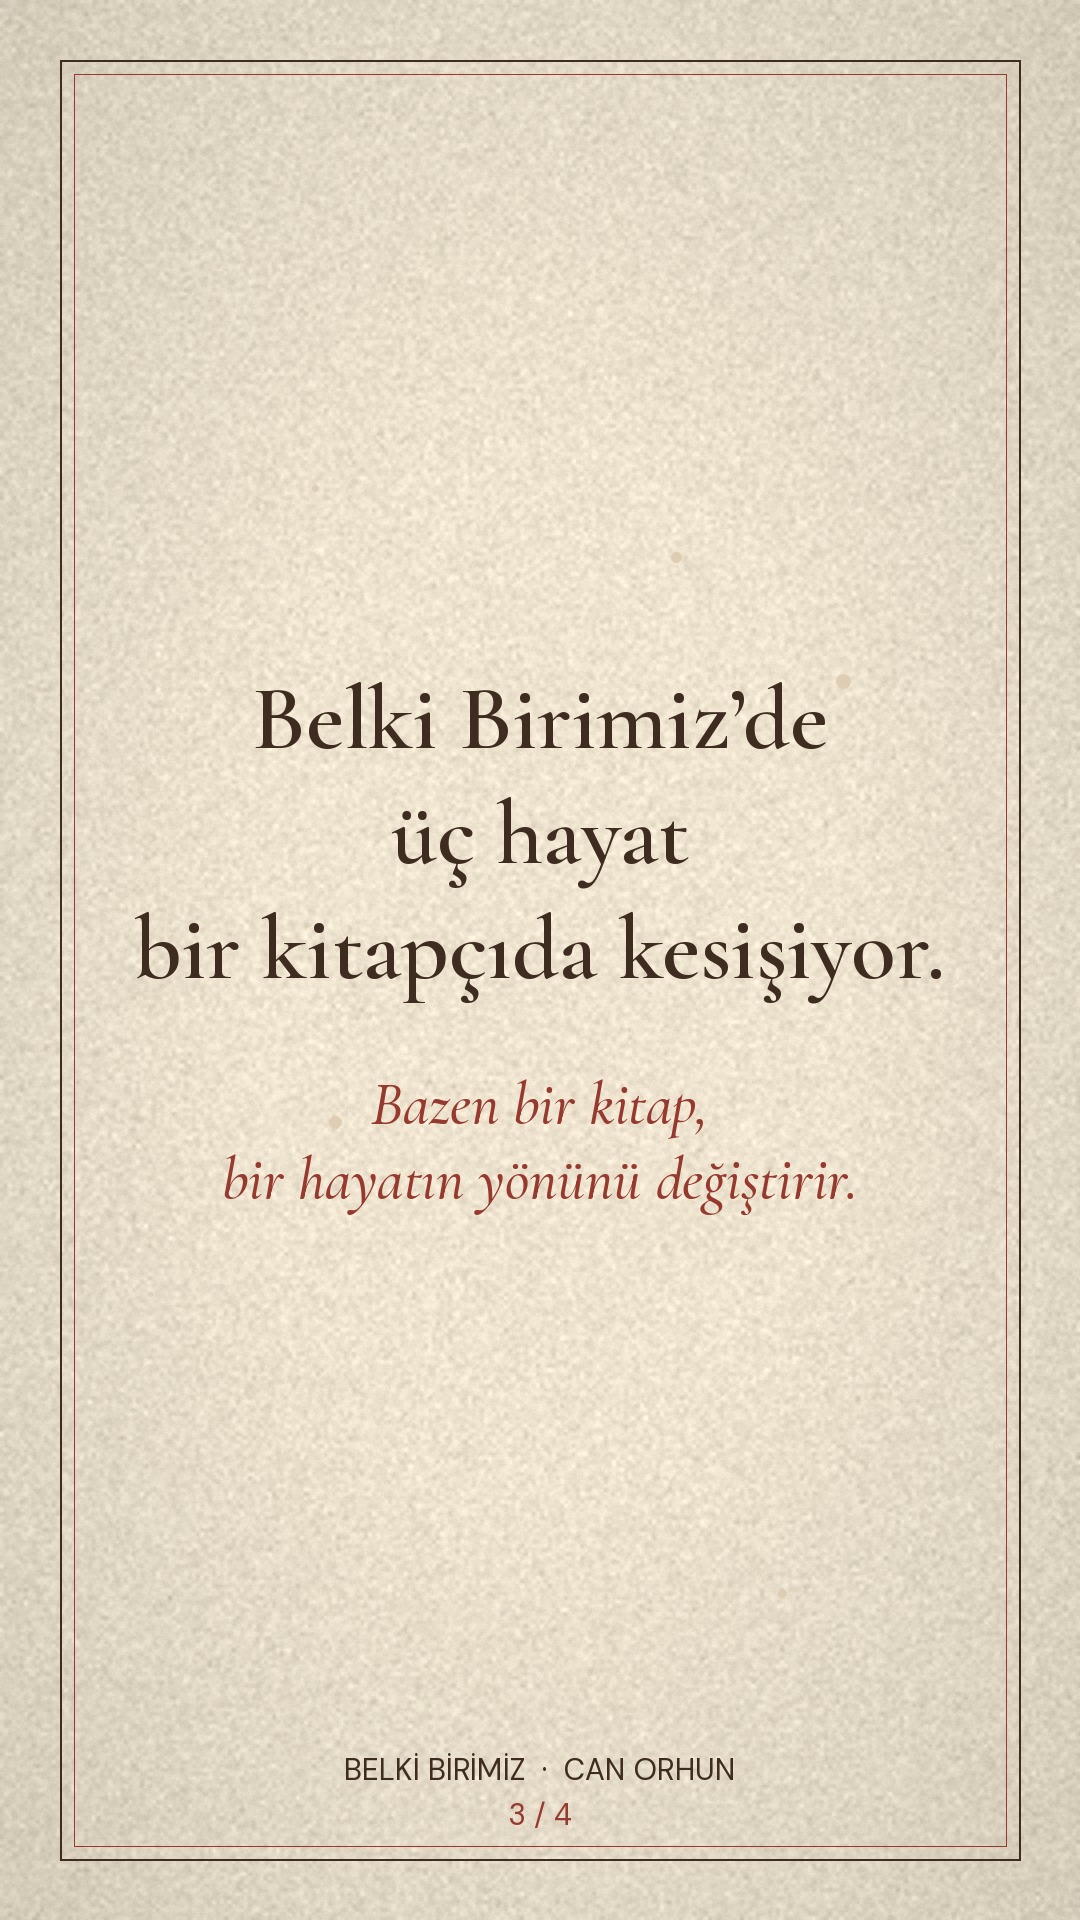 Belki Birimiz’de
üç hayat
bir kitapçıda kesişiyor.
Bazen bir kitap,
bir hayatın yönünü değiştirir.
BELKİ BİRİMİZ · CAN ORHUN
3 / 4